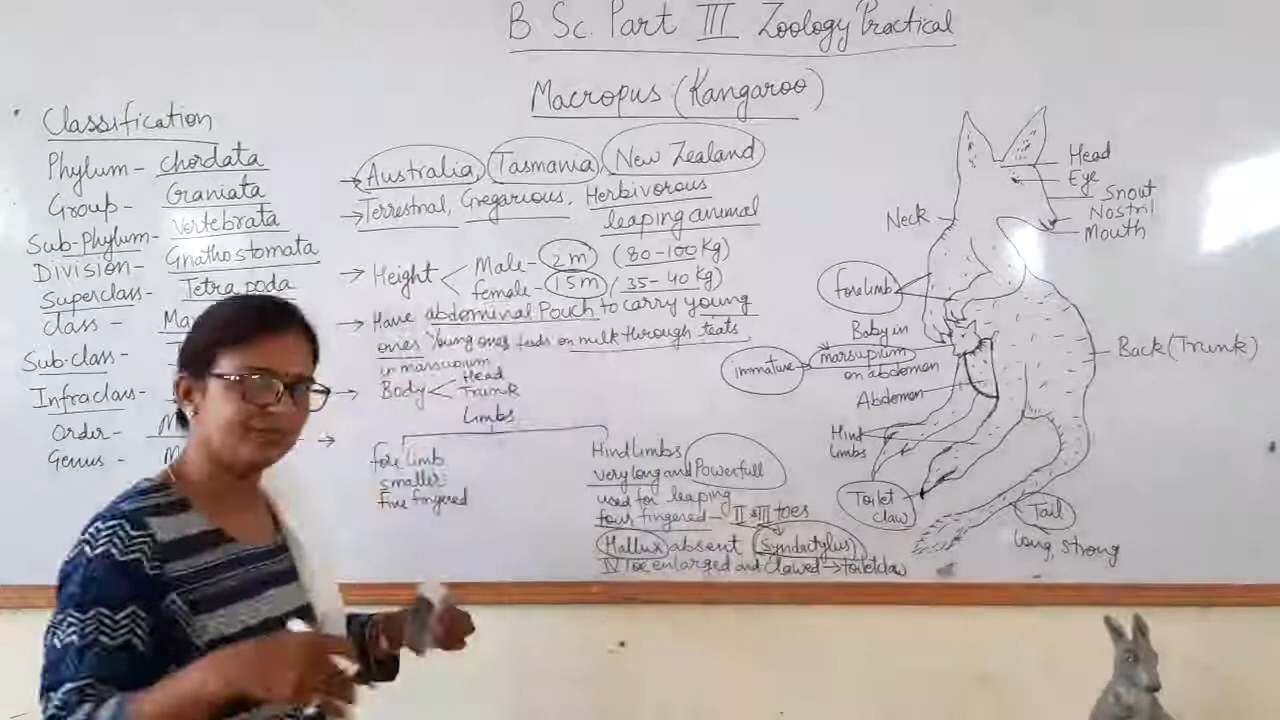 B Sc. Part III Zoology Practical
Macropus (Kangaroo)
Classification
Phylum - Chordata
Group - Craniata
Sub-Phylum - Vertebrata
Division - Gnathostomata
Superclass - Tetrapoda
Class - Ma
Sub-class -
Infraclass -
Order - M
Genus - M
→ Australia, Tasmania, New Zealand
→ Terrestrial, Gregarious, Herbivorous
leaping animal
→ Height < Male - 2m (80-100 Kg)
female - 1.5m (35-40 Kg)
→ Have abdominal Pouch to carry young
ones Young ones feeds on milk through teats
in marsupium
→ Body < Head
Trunk
Limbs
→
fore limb
smaller
Five fingered
Hind limbs
very long and Powerfull
used for leaping
four fingered - II & III toes
Hallux absent Syndactylus
IV Toe enlarged and clawed → toilet claw
Head
Eye
Snout
Nostril
Mouth
Neck
forelimb
Baby in
immature marsupium
on abdomen
Abdomen
Hind
limbs
Toilet
claw
Back (Trunk)
Tail
long, strong